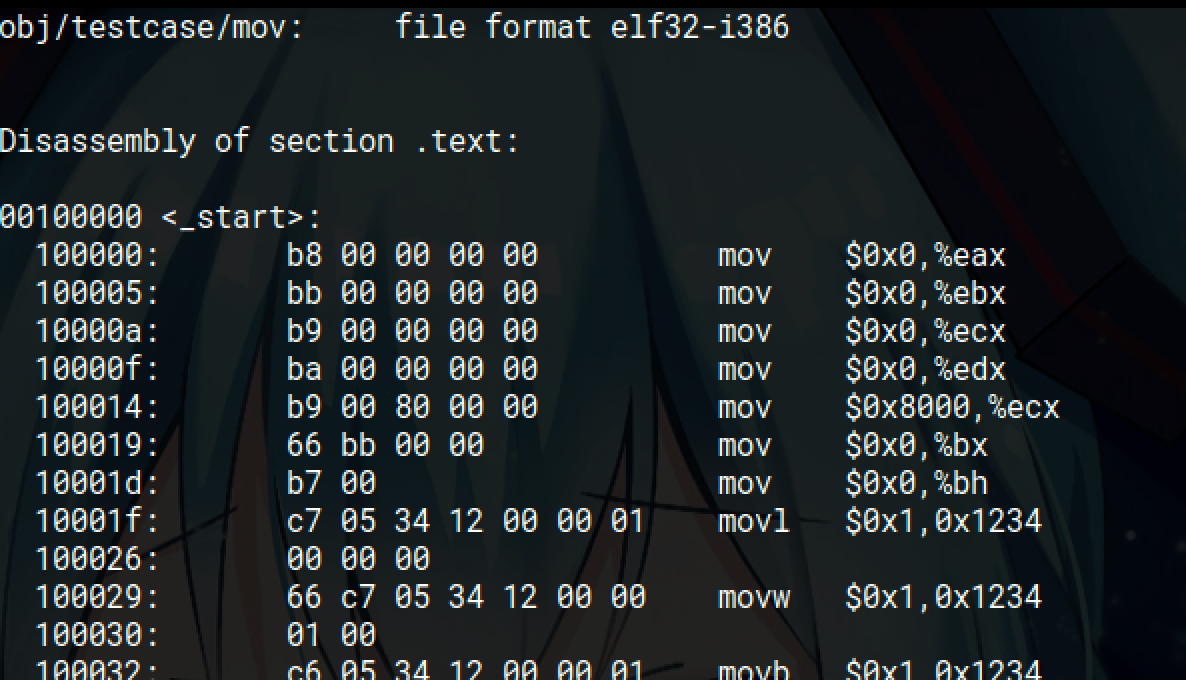 obj/testcase/mov:     file format elf32-i386
Disassembly of section .text:
00100000 <_start>:
  100000:       b8 00 00 00 00          mov    $0x0,%eax
  100005:       bb 00 00 00 00          mov    $0x0,%ebx
  10000a:       b9 00 00 00 00          mov    $0x0,%ecx
  10000f:       ba 00 00 00 00          mov    $0x0,%edx
  100014:       b9 00 80 00 00          mov    $0x8000,%ecx
  100019:       66 bb 00 00             mov    $0x0,%bx
  10001d:       b7 00                   mov    $0x0,%bh
  10001f:       c7 05 34 12 00 00 01    movl   $0x1,0x1234
  100026:       00 00 00
  100029:       66 c7 05 34 12 00 00    movw   $0x1,0x1234
  100030:       01 00
  100032:       c6 05 34 12 00 00 01    movb   $0x1,0x1234